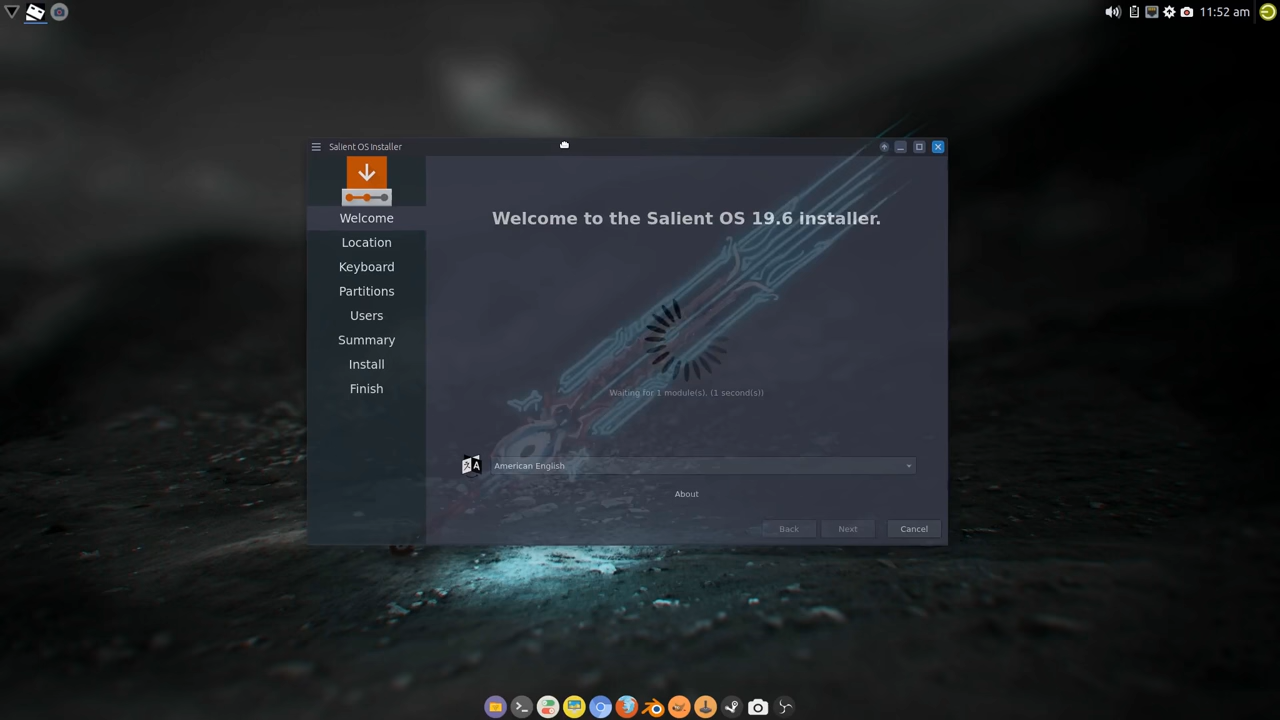 11:52 am
Salient OS Installer
Welcome
Location
Keyboard
Partitions
Users
Summary
Install
Finish
Welcome to the Salient OS 19.6 installer.
Waiting for 1 module(s). (1 second(s))
American English
About
Back
Next
Cancel